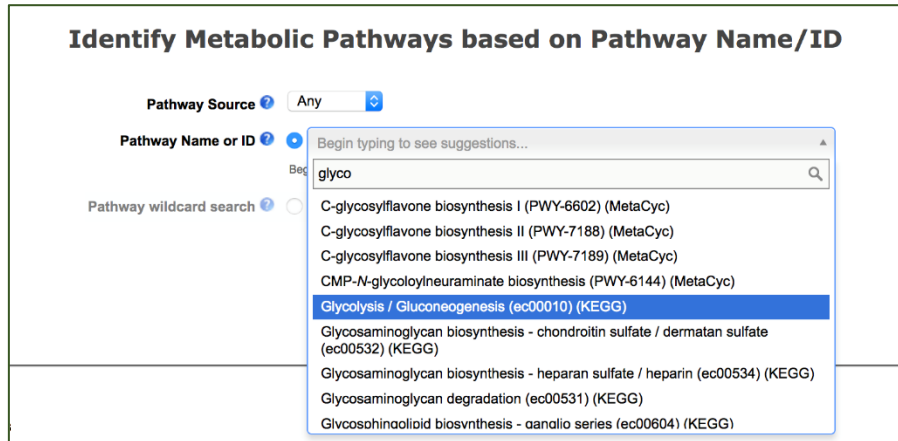 Identify Metabolic Pathways based on Pathway Name/ID
Pathway Source
Any
Pathway Name or ID
Begin typing to see suggestions...
Beg
glyco
Pathway wildcard search
C-glycosylflavone biosynthesis I (PWY-6602) (MetaCyc)
C-glycosylflavone biosynthesis II (PWY-7188) (MetaCyc)
C-glycosylflavone biosynthesis III (PWY-7189) (MetaCyc)
CMP-N-glycoloylneuraminate biosynthesis (PWY-6144) (MetaCyc)
Glycolysis / Gluconeogenesis (ec00010) (KEGG)
Glycosaminoglycan biosynthesis - chondroitin sulfate / dermatan sulfate
(ec00532) (KEGG)
Glycosaminoglycan biosynthesis - heparan sulfate / heparin (ec00534) (KEGG)
Glycosaminoglycan degradation (ec00531) (KEGG)
Glycosphingolipid biosynthesis - ganglio series (ec00604) (KEGG)